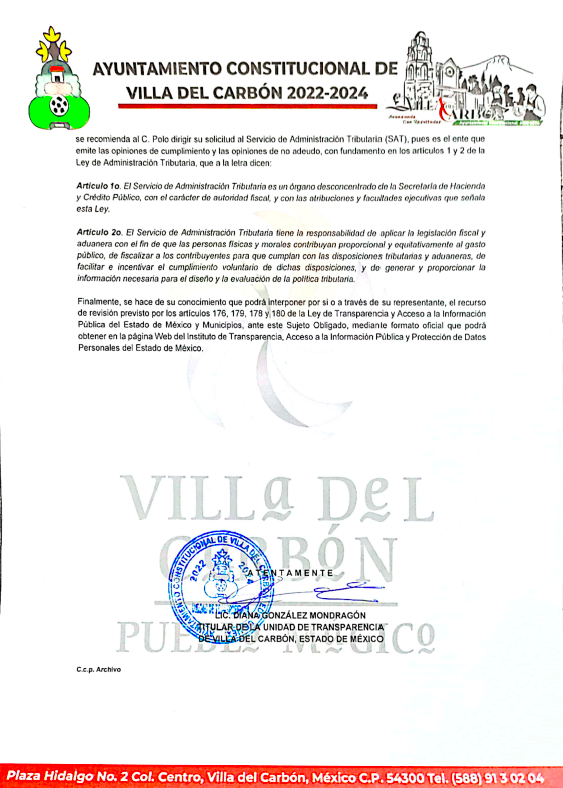 AYUNTAMIENTO CONSTITUCIONAL DE
VILLA DEL CARBÓN 2022-2024
se recomienda al C. Polo dirigir su solicitud al Servicio de Administración Tributaria (SAT), pues es el ente que
emite las opiniones de cumplimiento y las opiniones de no adeudo, con fundamento en los artículos 1 y 2 de la
Ley de Administración Tributaria, que a la letra dicen:
Artículo 1o. El Servicio de Administración Tributaria es un órgano desconcentrado de la Secretaría de Hacienda
y Crédito Público, con el carácter de autoridad fiscal, y con las atribuciones y facultades ejecutivas que señala
esta Ley.
Artículo 2o. El Servicio de Administración Tributaria tiene la responsabilidad de aplicar la legislación fiscal y
aduanera con el fin de que las personas físicas y morales contribuyan proporcional y equitativamente al gasto
público, de fiscalizar a los contribuyentes para que cumplan con las disposiciones tributarias y aduaneras, de
facilitar e incentivar el cumplimiento voluntario de dichas disposiciones, y de generar y proporcionar la
información necesaria para el diseño y la evaluación de la política tributaria.
Finalmente, se hace de su conocimiento que podrá interponer por si o a través de su representante, el recurso
de revisión previsto por los artículos 176, 179, 178 y 180 de la Ley de Transparencia y Acceso a la Información
Pública del Estado de México y Municipios, ante este Sujeto Obligado, mediante formato oficial que podrá
obtener en la página Web del Instituto de Transparencia, Acceso a la Información Pública y Protección de Datos
Personales del Estado de México.
VILLa DeL
CARBÓN
PUEBLO MáGICO
AYUNTAMIENTO CONSTITUCIONAL DE VILLA DEL CARBÓN
2022 2024
ATENTAMENTE
LIC. DIANA GONZÁLEZ MONDRAGÓN
TITULAR DE LA UNIDAD DE TRANSPARENCIA
DE VILLA DEL CARBÓN, ESTADO DE MÉXICO
C.c.p. Archivo
Plaza Hidalgo No. 2 Col. Centro, Villa del Carbón, México C.P. 54300 Tel. (588) 91 3 02 04